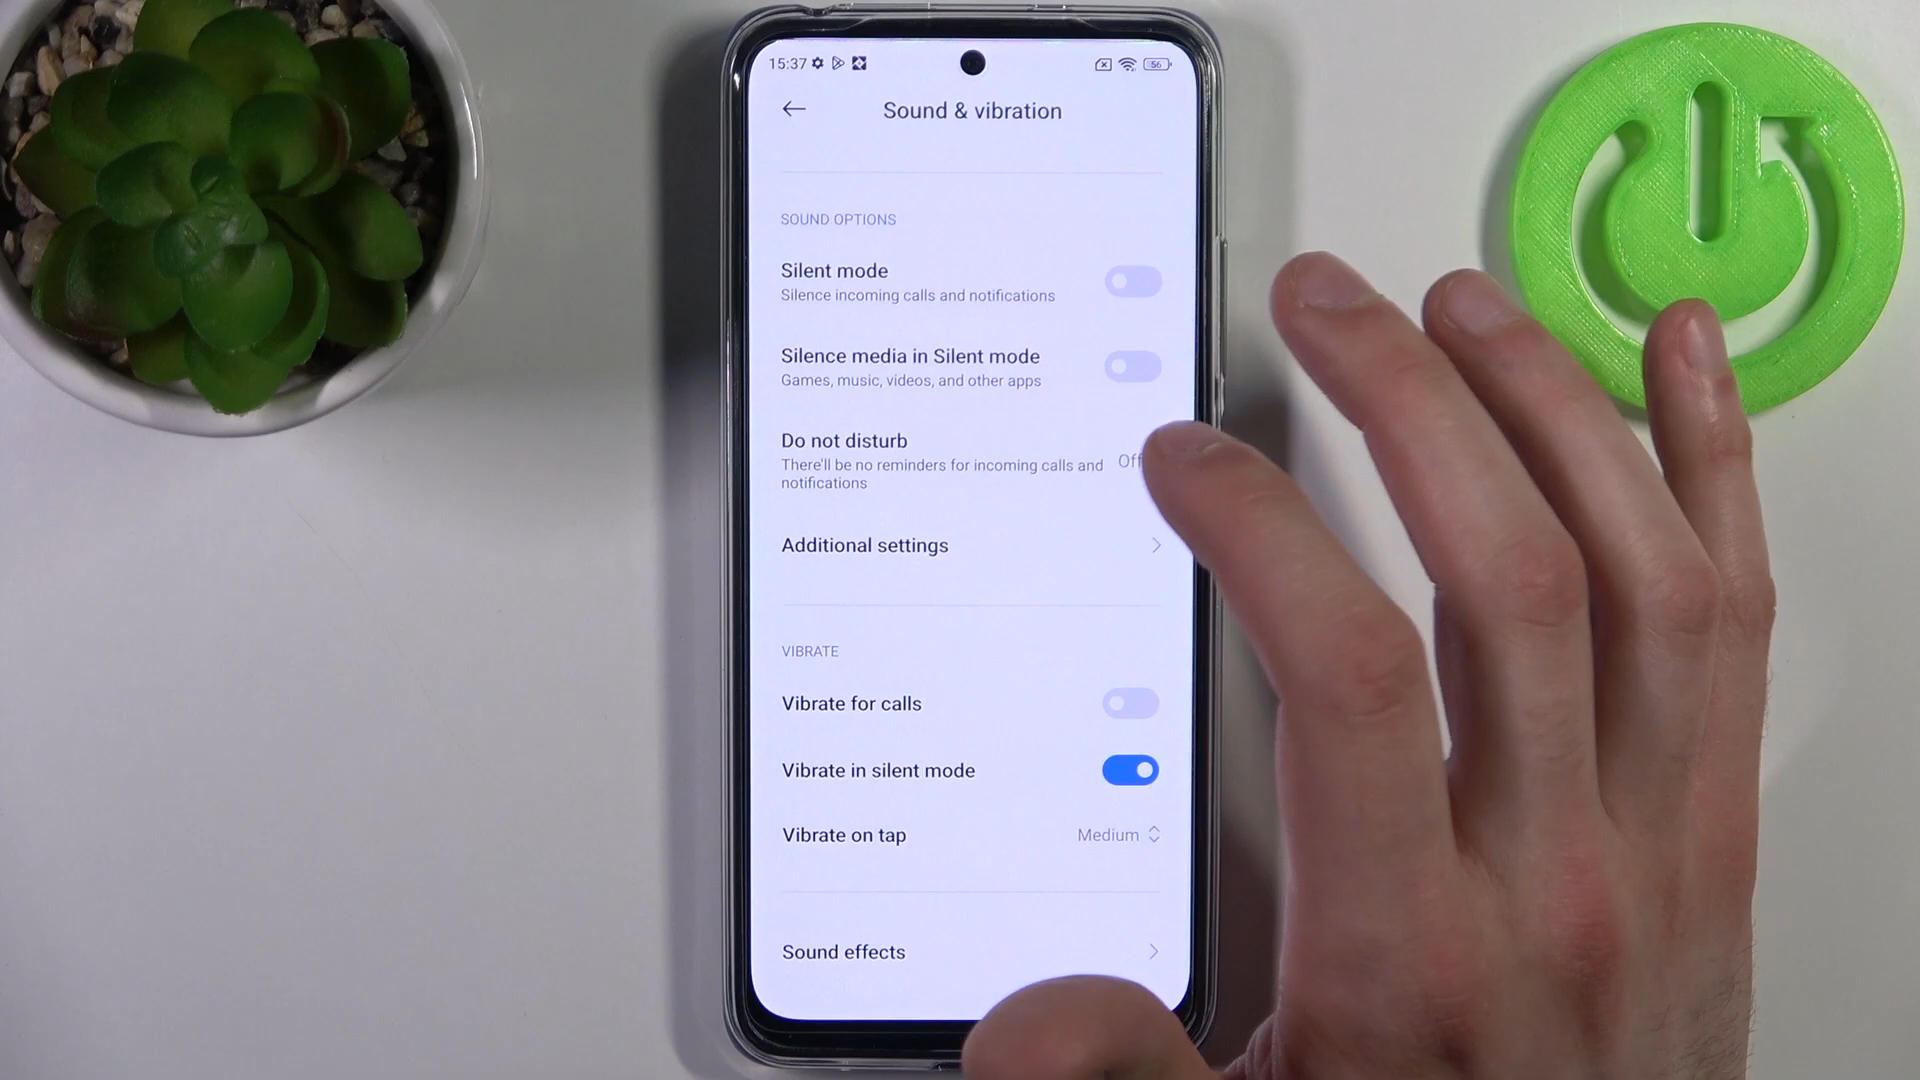 15:37
56
Sound & vibration
SOUND OPTIONS
Silent mode
Silence incoming calls and notifications
Silence media in Silent mode
Games, music, videos, and other apps
Do not disturb
There'll be no reminders for incoming calls and
notifications
Off
Additional settings
VIBRATE
Vibrate for calls
Vibrate in silent mode
Vibrate on tap
Medium
Sound effects